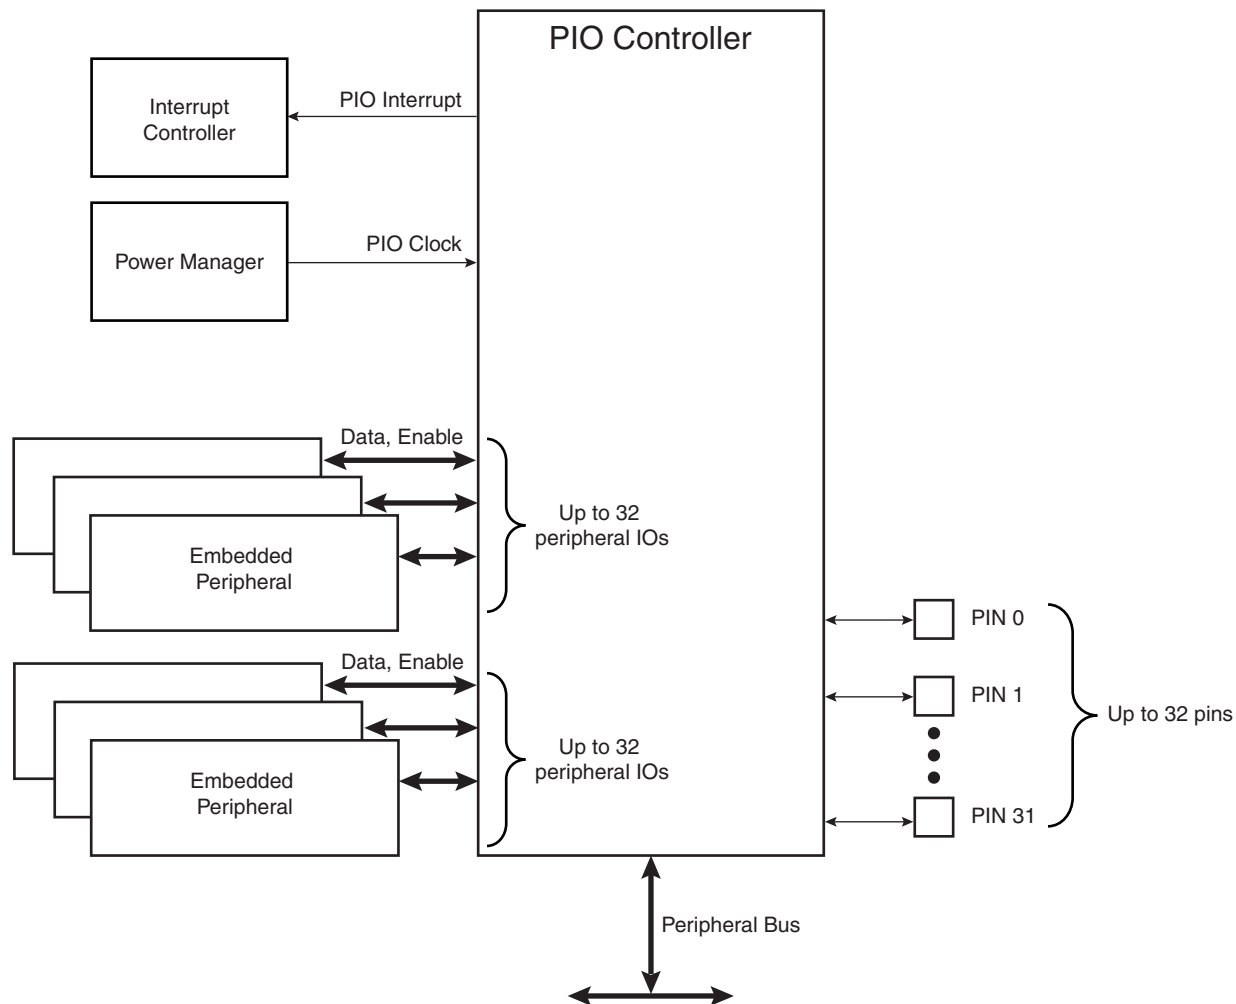 PIO Controller
PIO Interrupt
Interrupt
Controller
PIO Clock
Power Manager
Data, Enable
Up to 32
peripheral IOs
Embedded
Peripheral
PIN 0
Data, Enable
PIN 1
Up to 32 pins
Up to 32
peripheral IOs
Embedded
Peripheral
PIN 31
Peripheral Bus